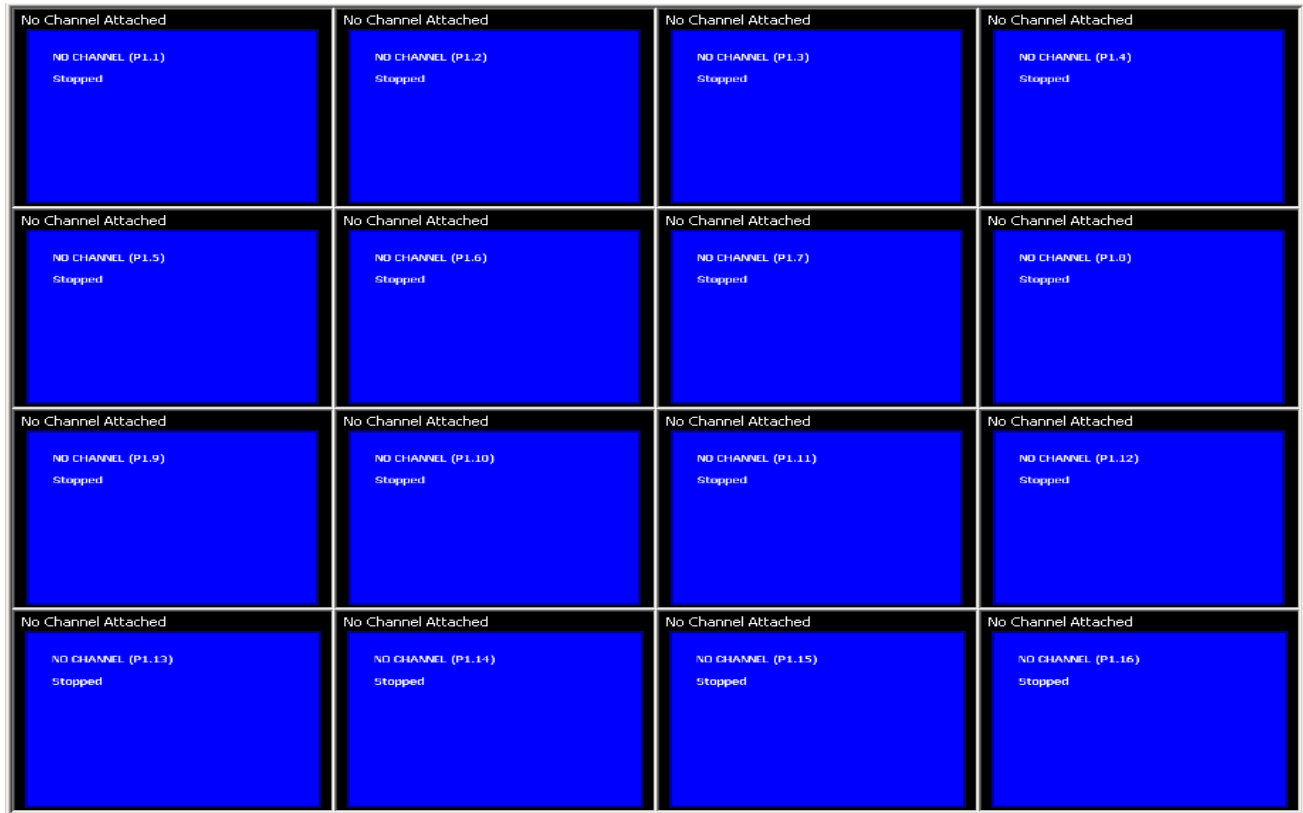 No Channel Attached
NO CHANNEL (P1.1)
Stopped
No Channel Attached
NO CHANNEL (P1.2)
Stopped
No Channel Attached
NO CHANNEL (P1.3)
Stopped
No Channel Attached
NO CHANNEL (P1.4)
Stopped
No Channel Attached
NO CHANNEL (P1.5)
Stopped
No Channel Attached
NO CHANNEL (P1.6)
Stopped
No Channel Attached
NO CHANNEL (P1.7)
Stopped
No Channel Attached
NO CHANNEL (P1.8)
Stopped
No Channel Attached
NO CHANNEL (P1.9)
Stopped
No Channel Attached
NO CHANNEL (P1.10)
Stopped
No Channel Attached
NO CHANNEL (P1.11)
Stopped
No Channel Attached
NO CHANNEL (P1.12)
Stopped
No Channel Attached
NO CHANNEL (P1.13)
Stopped
No Channel Attached
NO CHANNEL (P1.14)
Stopped
No Channel Attached
NO CHANNEL (P1.15)
Stopped
No Channel Attached
NO CHANNEL (P1.16)
Stopped